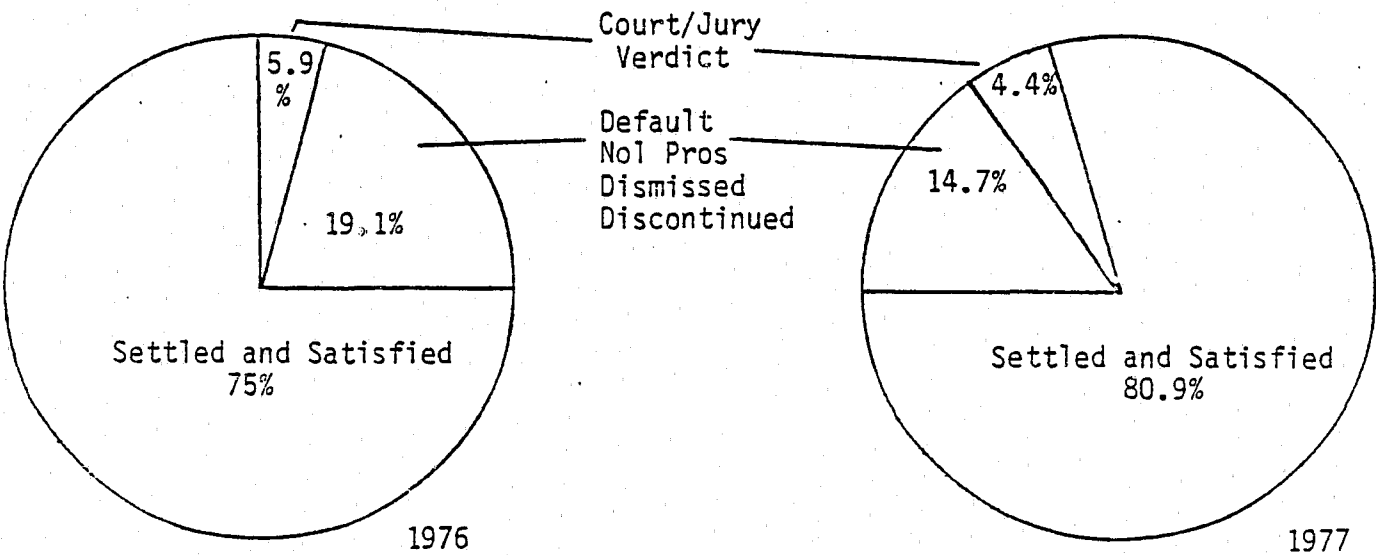 Court/Jury
Verdict
5.9
%
4.4%
Default
Nol Pros
Dismissed
Discontinued
19.1%
14.7%
Settled and Satisfied
75%
Settled and Satisfied
80.9%
1976
1977